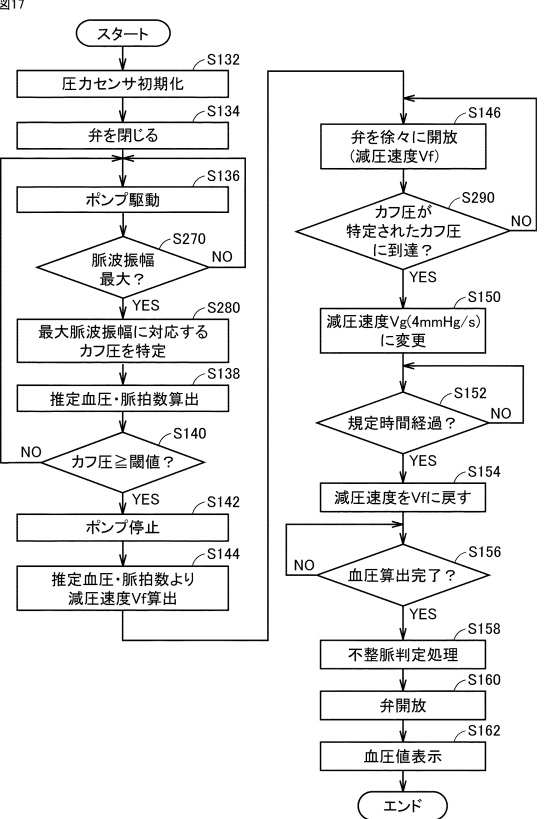 図17
スタート
S132
圧力センサ初期化
S134
弁を閉じる
S136
ポンプ駆動
S270
脈波振幅
最大？
NO
YES
S280
最大脈波振幅に対応する
カフ圧を特定
S138
推定血圧・脈拍数算出
S140
カフ圧≧閾値？
NO
YES
S142
ポンプ停止
S144
推定血圧・脈拍数より
減圧速度Vf算出
S146
弁を徐々に開放
(減圧速度Vf)
S290
カフ圧が
特定されたカフ圧
に到達？
NO
YES
S150
減圧速度Vg(4mmHg/s)
に変更
S152
規定時間経過？
NO
YES
S154
減圧速度をVfに戻す
S156
血圧算出完了？
NO
YES
S158
不整脈判定処理
S160
弁開放
S162
血圧値表示
エンド